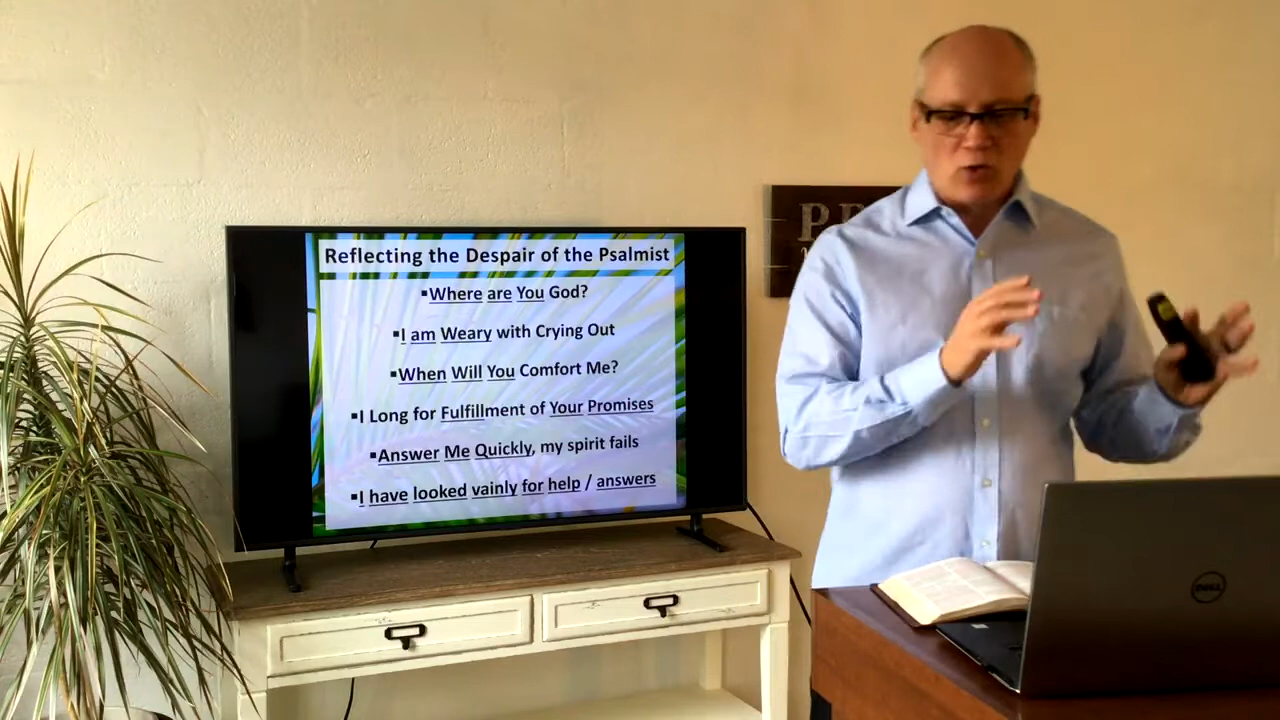 Reflecting the Despair of the Psalmist
▪Where are You God?
▪I am Weary with Crying Out
▪When Will You Comfort Me?
▪I Long for Fulfillment of Your Promises
▪Answer Me Quickly, my spirit fails
▪I have looked vainly for help / answers
DELL